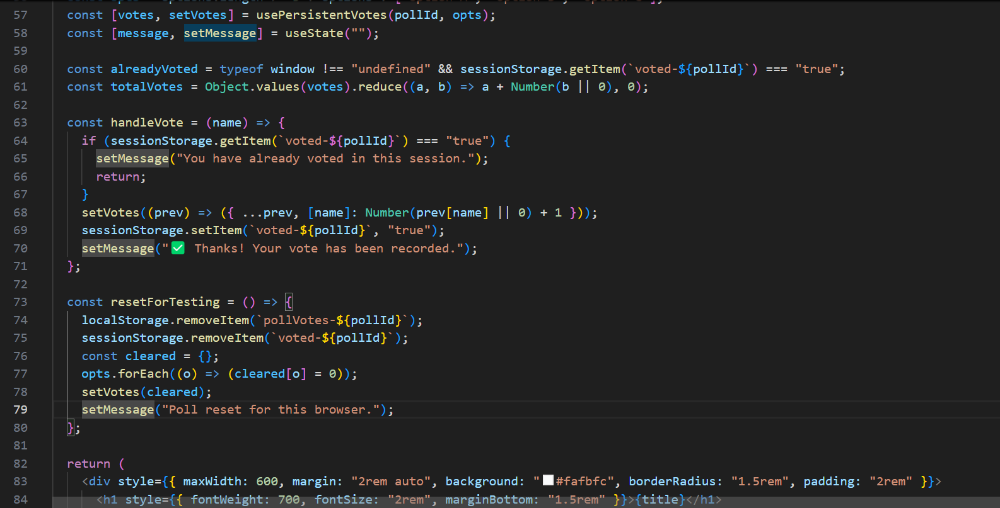 57 const [votes, setVotes] = usePersistentVotes(pollId, opts);
58 const [message, setMessage] = useState("");
59
60 const alreadyVoted = typeof window !== "undefined" && sessionStorage.getItem(`voted-${pollId}`) === "true";
61 const totalVotes = Object.values(votes).reduce((a, b) => a + Number(b || 0), 0);
62
63 const handleVote = (name) => {
64 if (sessionStorage.getItem(`voted-${pollId}`) === "true") {
65 setMessage("You have already voted in this session.");
66 return;
67 }
68 setVotes((prev) => ({ ...prev, [name]: Number(prev[name] || 0) + 1 }));
69 sessionStorage.setItem(`voted-${pollId}`, "true");
70 setMessage("✅ Thanks! Your vote has been recorded.");
71 };
72
73 const resetForTesting = () => {
74 localStorage.removeItem(`pollVotes-${pollId}`);
75 sessionStorage.removeItem(`voted-${pollId}`);
76 const cleared = {};
77 opts.forEach((o) => (cleared[o] = 0));
78 setVotes(cleared);
79 setMessage("Poll reset for this browser.");
80 };
81
82 return (
83 <div style={{ maxWidth: 600, margin: "2rem auto", background: "#fafbfc", borderRadius: "1.5rem", padding: "2rem" }}>
84 <h1 style={{ fontWeight: 700, fontSize: "2rem", marginBottom: "1.5rem" }}>{title}</h1>